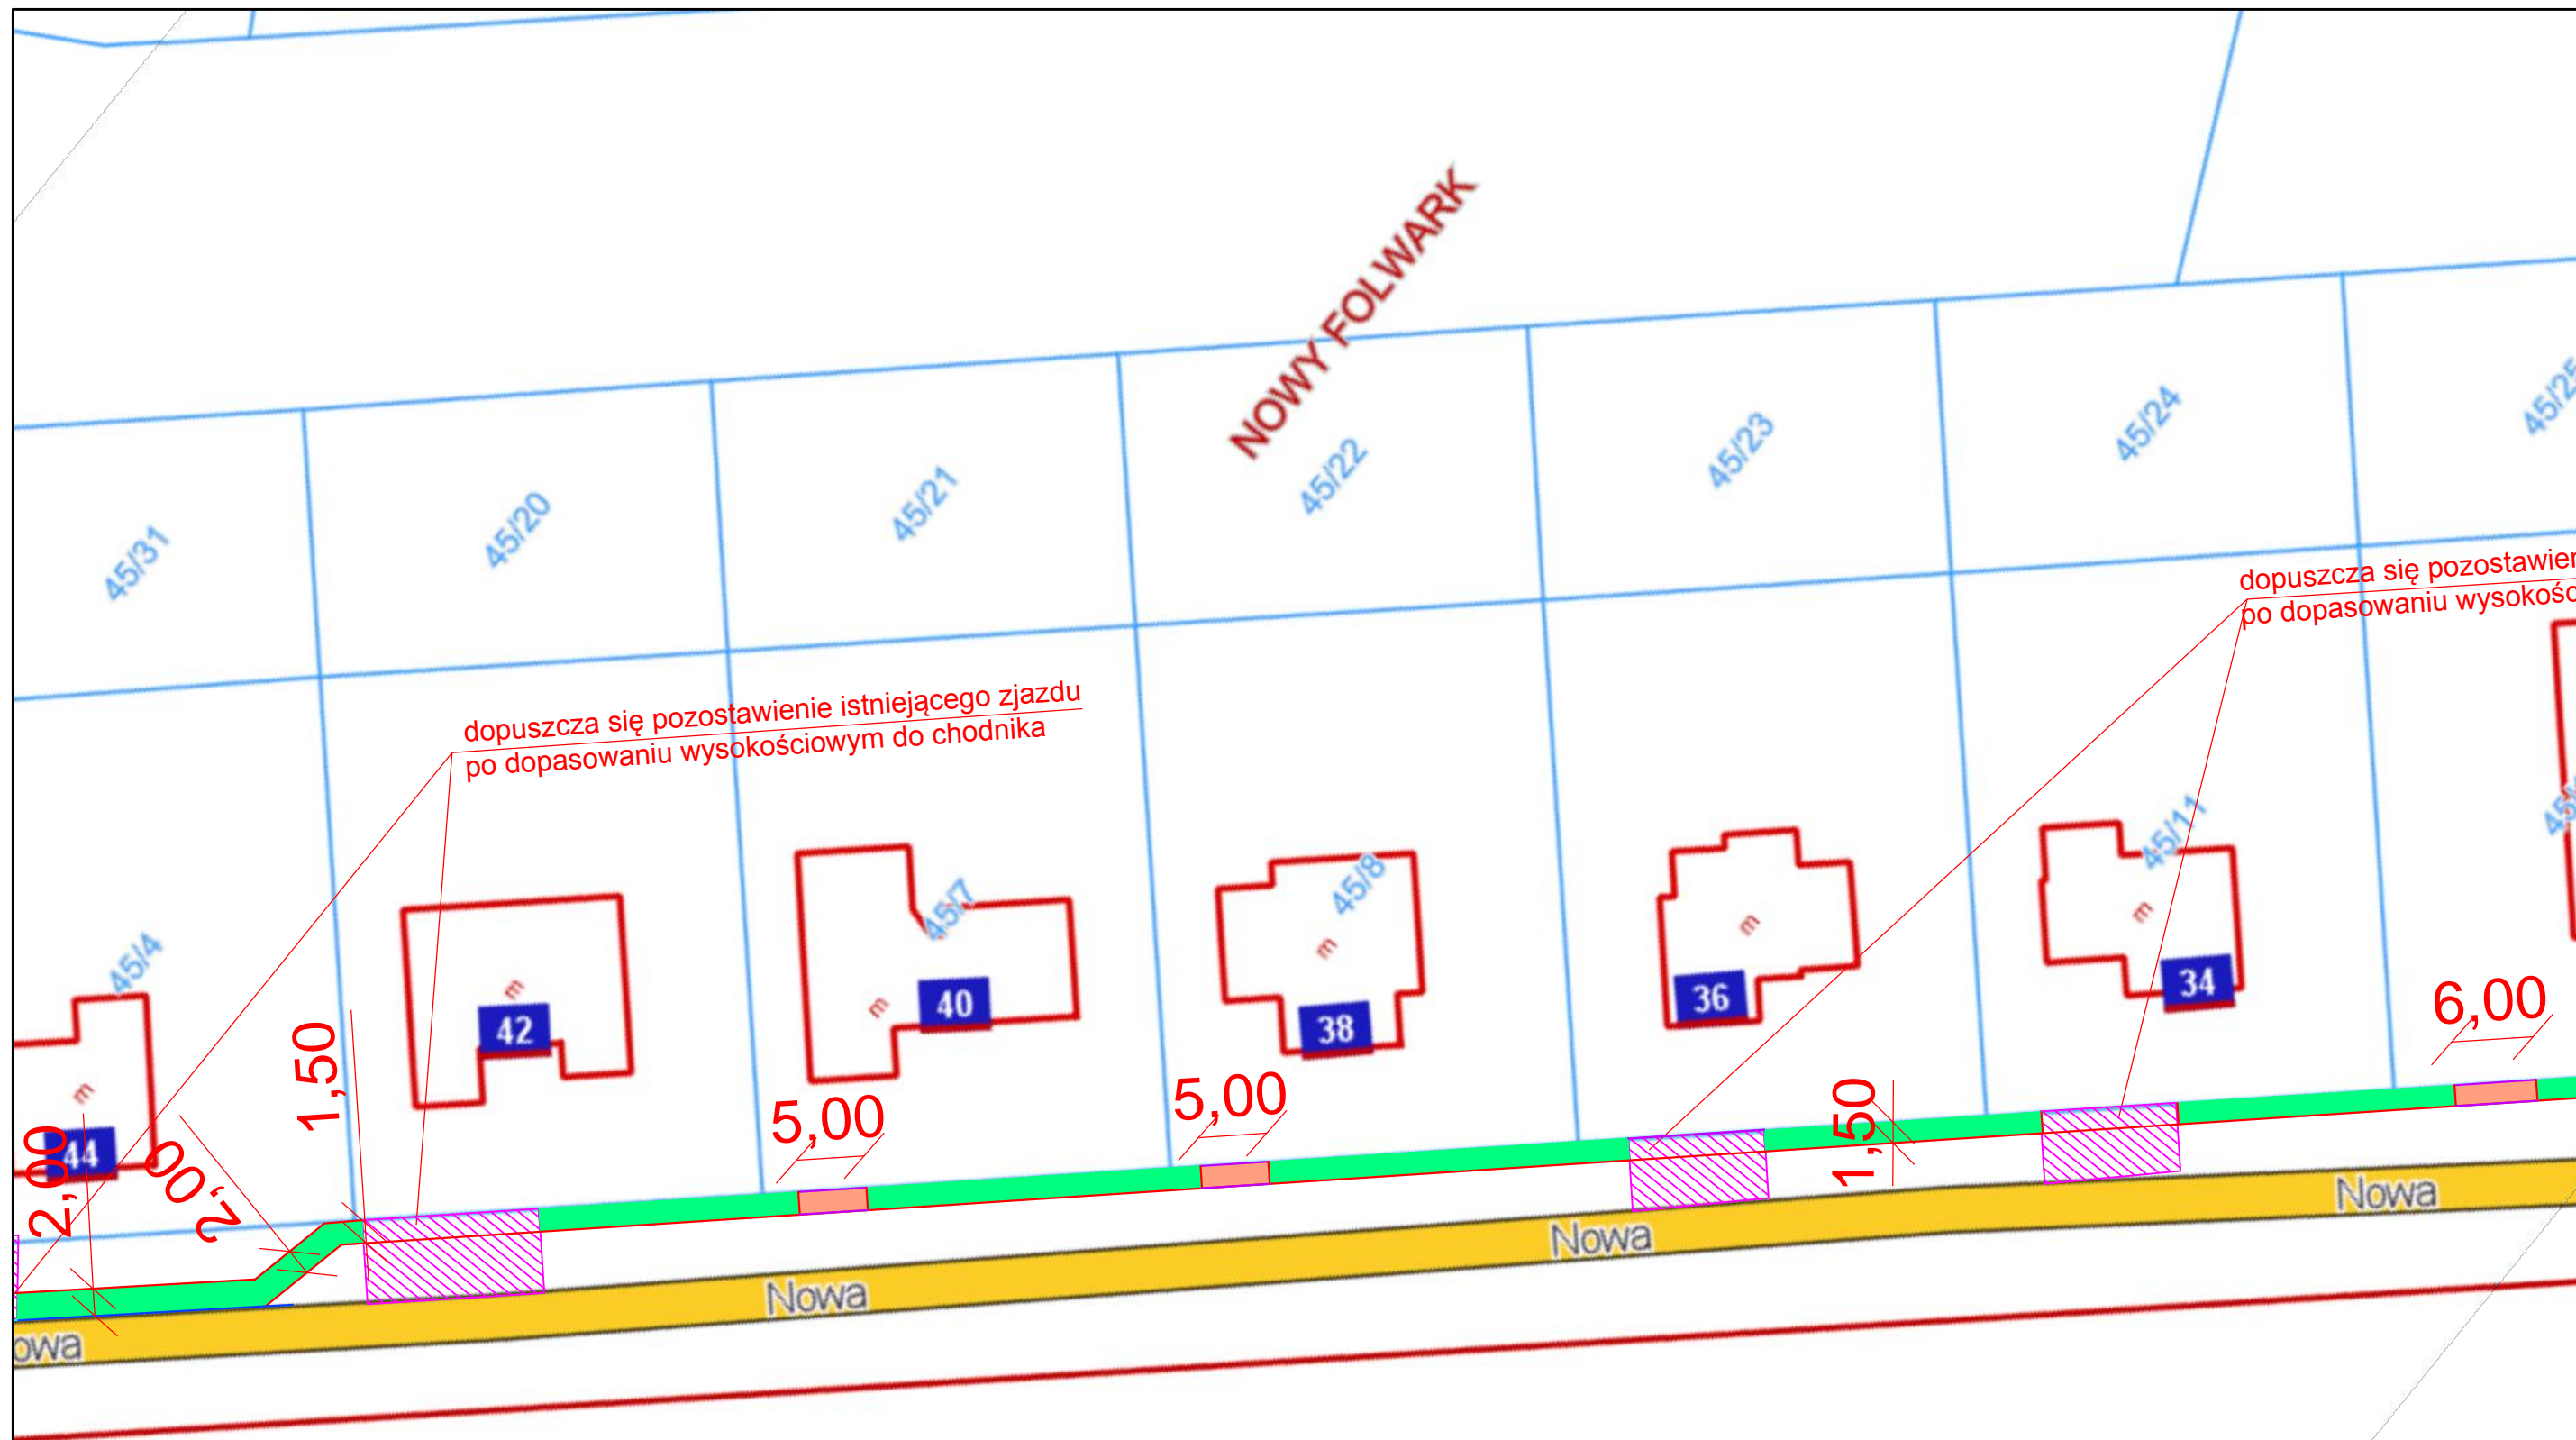 NOWY FOLWARK
45/31
45/20
45/21
45/22
45/23
45/24
45/25
dopuszcza się pozostawienie istniejącego zjazdu
po dopasowaniu wysokościowym do chodnika
dopuszcza się
po dopasowaniu
45/4
45/7
45/8
45/11
m
m
m
m
m
m
44
42
40
38
36
34
2,00
2,00
1,50
5,00
5,00
1,50
6,00
Nowa
Nowa
Nowa